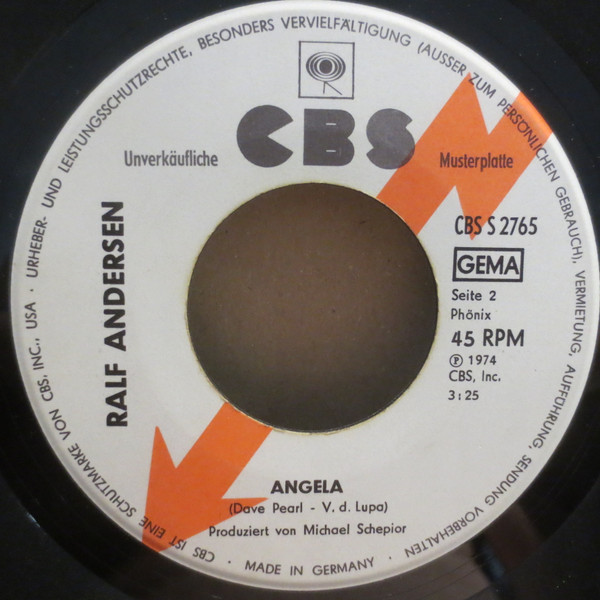 URHEBER- UND LEISTUNGSSCHUTZRECHTE, BESONDERS VERVIELFÄLTIGUNG (AUSSER ZUM PERSÖNLICHEN GEBRAUCH), VERMIETUNG, AUFFÜHRUNG, SENDUNG VORBEHALTEN
CBS
Unverkäufliche Musterplatte
RALF ANDERSEN
CBS S 2765
GEMA
Seite 2
Phönix
45 RPM
Ⓟ 1974
CBS, Inc.
3:25
ANGELA
(Dave Pearl - V. d. Lupa)
Produziert von Michael Schepior
· MADE IN GERMANY ·
CBS IST EINE SCHUTZMARKE VON CBS, INC., USA ·